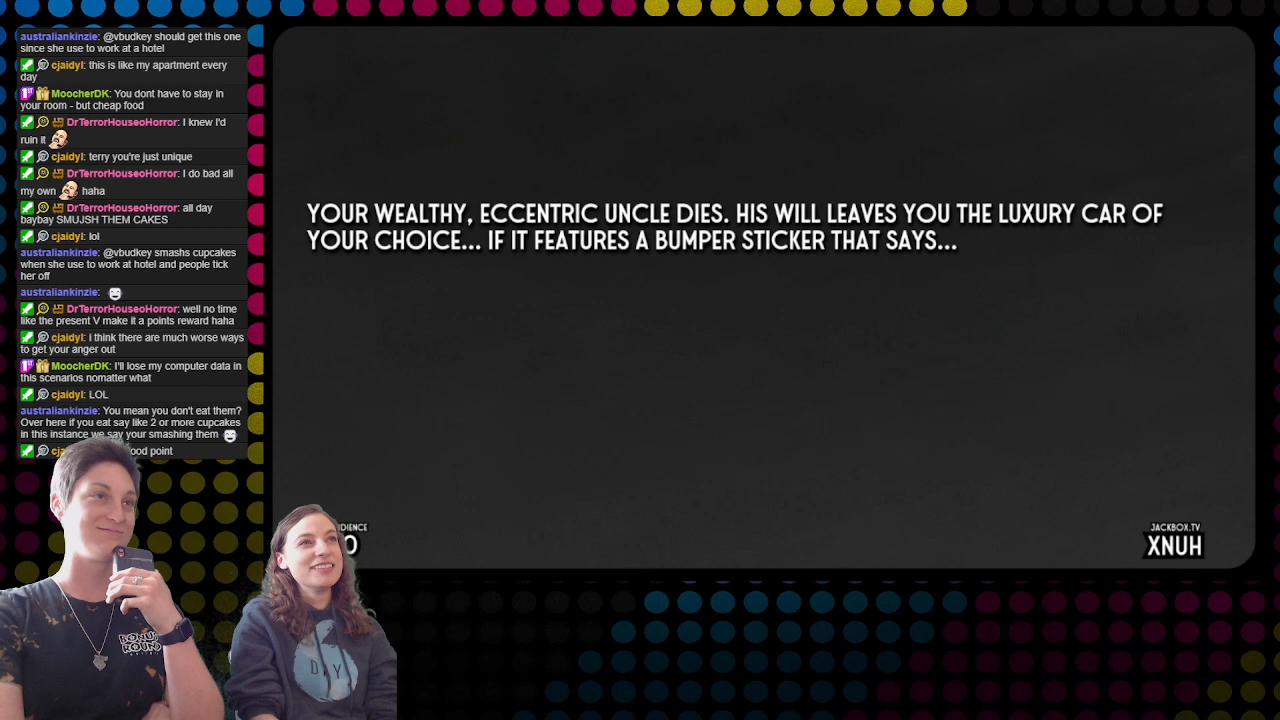 australiankinzie: @vbudkey should get this one
since she use to work at a hotel
cjaidyl: this is like my apartment every
day
MoocherDK: You dont have to stay in
your room - but cheap food
DrTerrorHouseoHorror: I knew I'd
ruin it
cjaidyl: terry you're just unique
DrTerrorHouseoHorror: I do bad all
my own haha
DrTerrorHouseoHorror: all day
baybay SMUJSH THEM CAKES
cjaidyl: lol
australiankinzie: @vbudkey smashs cupcakes
when she use to work at hotel and people tick
her off
australiankinzie:
DrTerrorHouseoHorror: well no time
like the present V make it a points reward haha
cjaidyl: i think there are much worse ways
to get your anger out
MoocherDK: I'll lose my computer data in
this scenarios nomatter what
cjaidyl: LOL
australiankinzie: You mean you don't eat them?
Over here if you eat say like 2 or more cupcakes
in this instance we say your smashing them
point
YOUR WEALTHY, ECCENTRIC UNCLE DIES. HIS WILL LEAVES YOU THE LUXURY CAR OF
YOUR CHOICE... IF IT FEATURES A BUMPER STICKER THAT SAYS...
JACKBOX.TV
XNUH
BONUS
ROUND
DIY